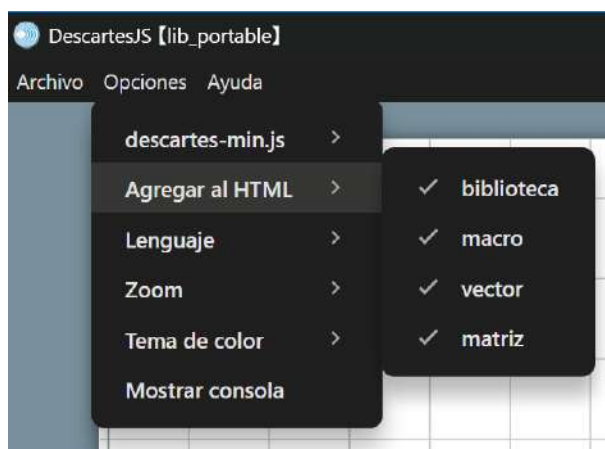 DescartesJS【lib_portable】
Archivo Opciones Ayuda
descartes-min.js
Agregar al HTML
Lenguaje
Zoom
Tema de color
Mostrar consola
biblioteca
macro
vector
matriz